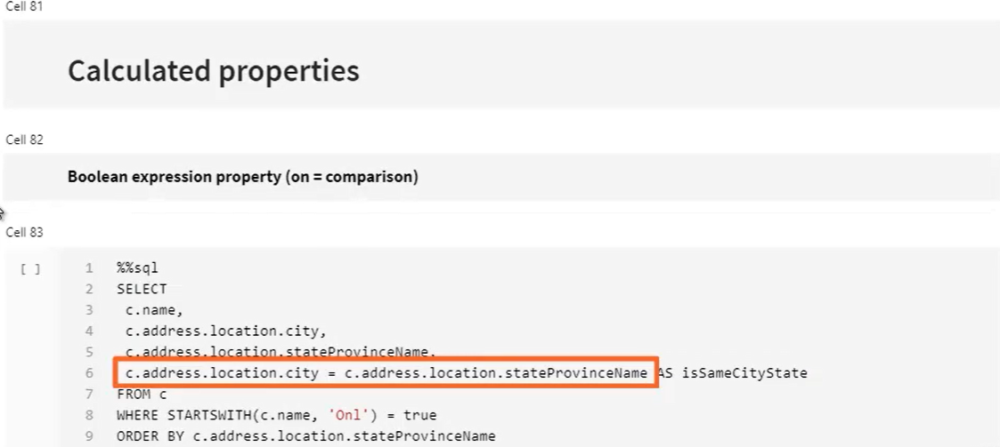 Cell 81
Calculated properties
Cell 82
Boolean expression property (on = comparison)
Cell 83
[ ]
1 %%sql
2 SELECT
3 c.name,
4 c.address.location.city,
5 c.address.location.stateProvinceName,
6 c.address.location.city = c.address.location.stateProvinceName AS isSameCityState
7 FROM c
8 WHERE STARTSWITH(c.name, 'Onl') = true
9 ORDER BY c.address.location.stateProvinceName